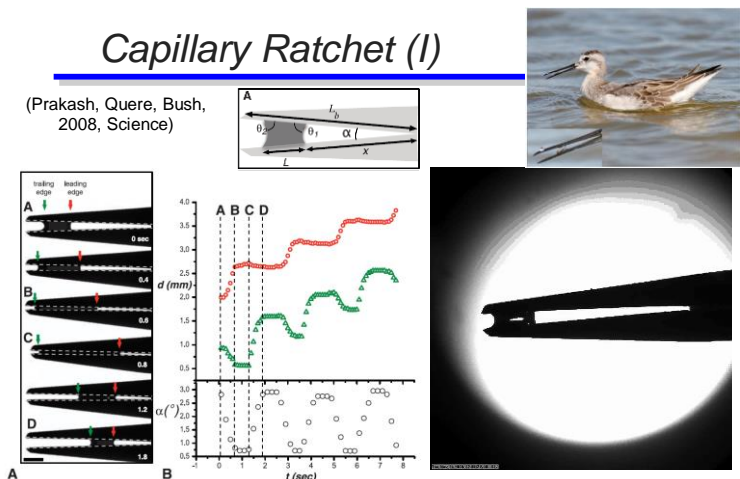 Capillary Ratchet (I)
(Prakash, Quere, Bush,
2008, Science)
A
L_b
θ2
θ1
α
L
x
trailing edge
leading edge
A
0 sec
0.4
B
0.6
C
0.8
1.2
D
1.8
A
A B C D
4,0
3,5
3,0
2,5
d (mm)
2,0
1,5
1,0
0,5
3,0
2,5
α(°)
2,0
1,5
1,0
0,5
-1 0 1 2 3 4 5 6 7 8
B
t (sec)